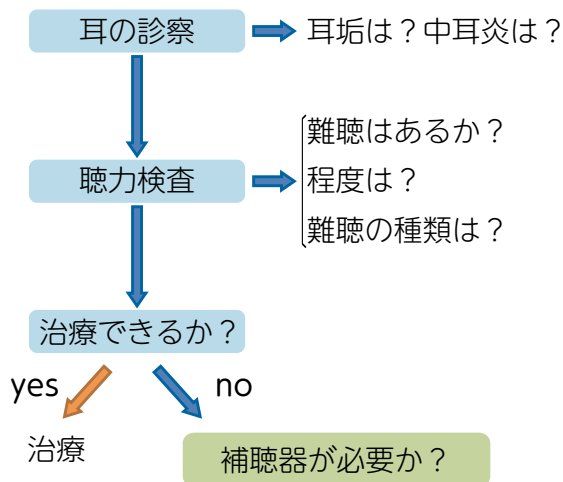 耳の診察
耳垢は？中耳炎は？
難聴はあるか？
聴力検査
程度は？
難聴の種類は？
治療できるか？
yes
no
治療
補聴器が必要か？